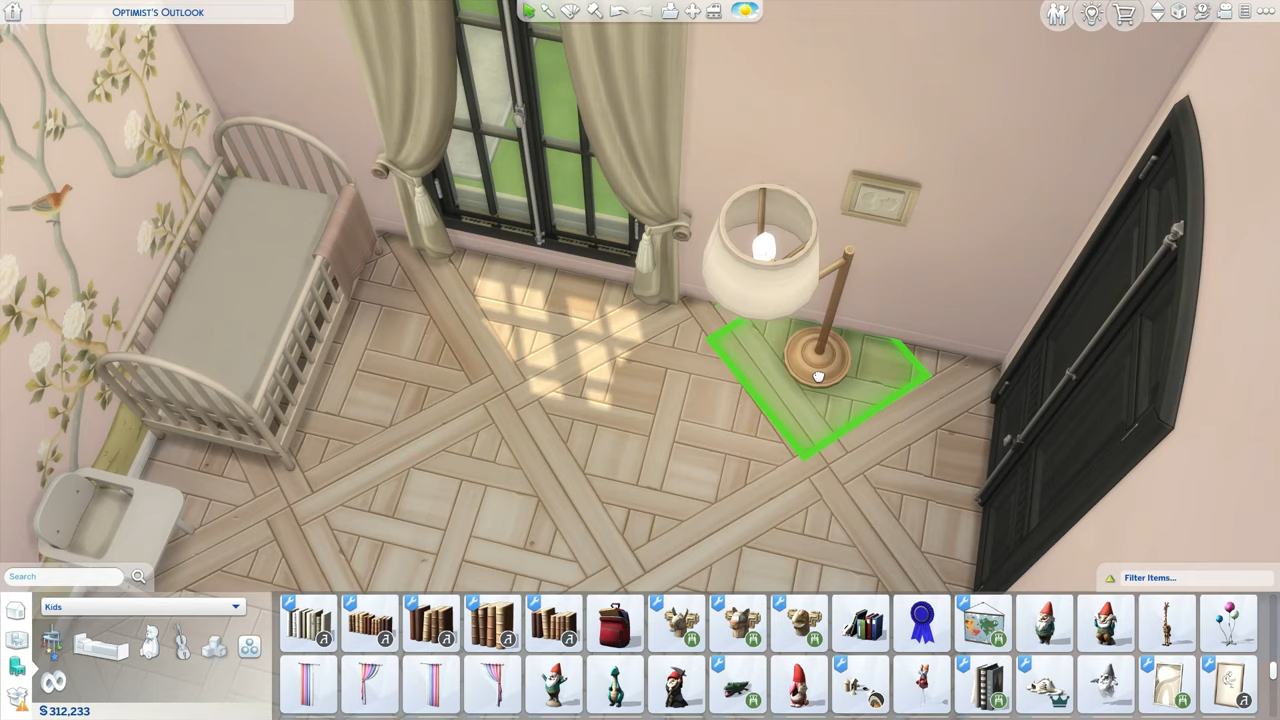 OPTIMIST'S OUTLOOK
Search
Filter Items...
Kids
§312,233